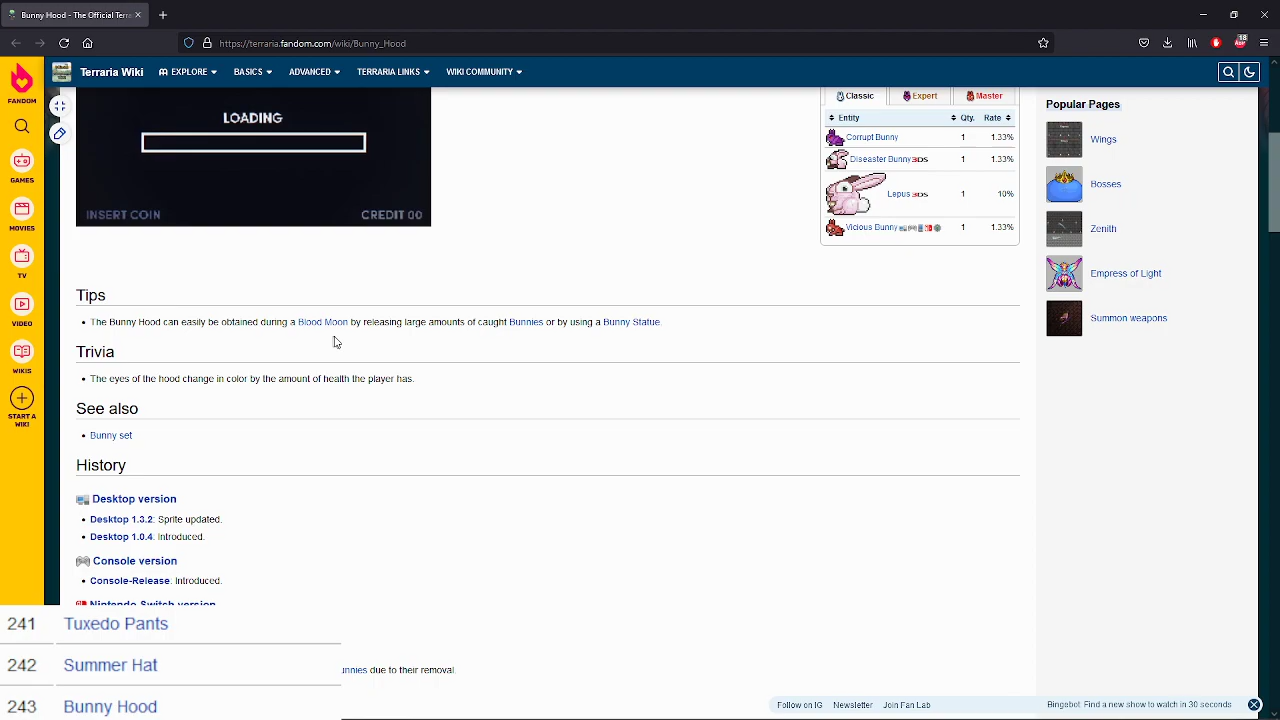 Bunny Hood - The Official Terra
https://terraria.fandom.com/wiki/Bunny_Hood
18
FANDOM
GAMES
MOVIES
TV
VIDEO
WIKIS
START A
WIKI
Terraria Wiki
EXPLORE
BASICS
ADVANCED
TERRARIA LINKS
WIKI COMMUNITY
LOADING
INSERT COIN
CREDIT 00
Classic
Expert
Master
Entity Qty. Rate
Corrupt Bunny 1 1.33%
Diseaster Bunny 3DS 1 1.33%
Lepus 3DS 1 10%
Vicious Bunny 1 1.33%
Popular Pages
Wings
Bosses
Zenith
Empress of Light
Summon weapons
Tips
• The Bunny Hood can easily be obtained during a Blood Moon by releasing large amounts of caught Bunnies or by using a Bunny Statue.
Trivia
• The eyes of the hood change in color by the amount of health the player has.
See also
• Bunny set
History
Desktop version
• Desktop 1.3.2: Sprite updated.
• Desktop 1.0.4: Introduced.
Console version
• Console-Release: Introduced.
Nintendo Switch version
unnies due to their removal.
241 Tuxedo Pants
242 Summer Hat
243 Bunny Hood
Follow on IG
Newsletter
Join Fan Lab
Bingebot: Find a new show to watch in 30 seconds